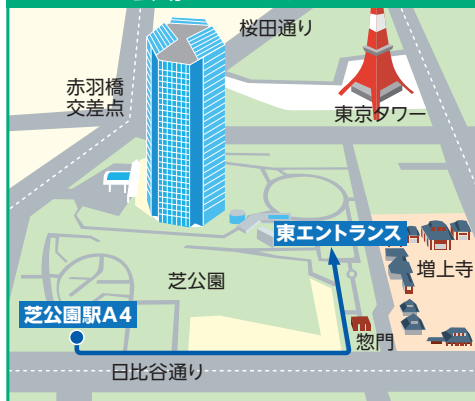 桜田通り
赤羽橋
交差点
東京タワー
東エントランス
増上寺
芝公園
芝公園駅A4
惣門
日比谷通り